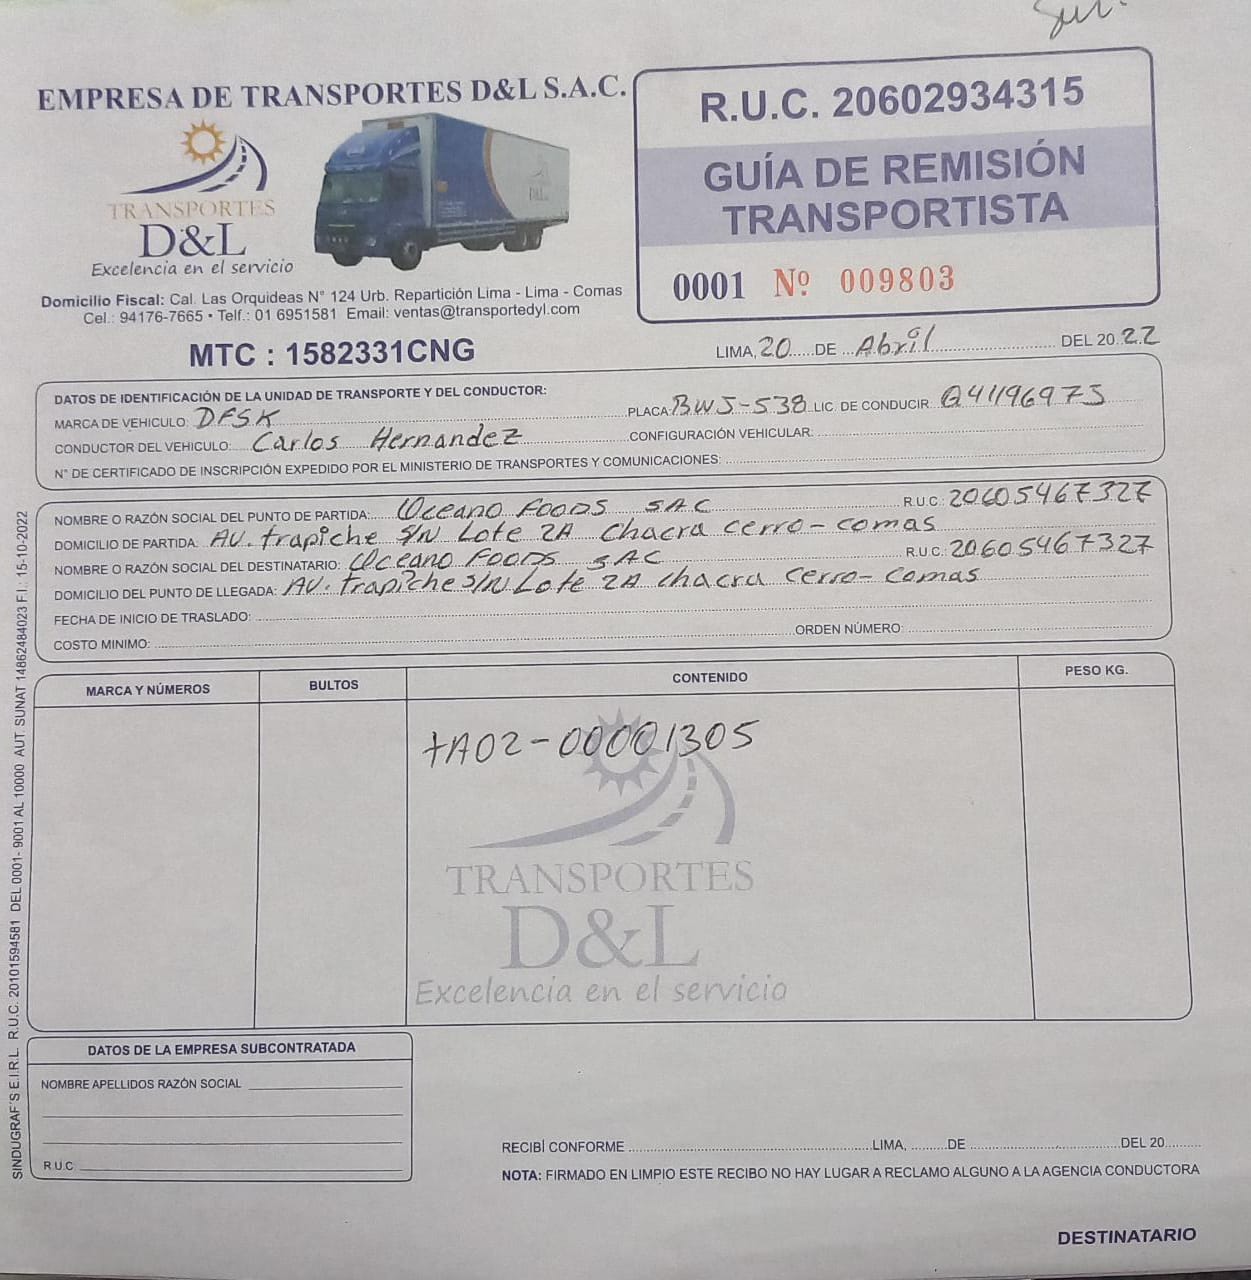 EMPRESA DE TRANSPORTES D&L S.A.C.
TRANSPORTES
D&L
Excelencia en el servicio
D&L
Domicilio Fiscal: Cal. Las Orquideas N° 124 Urb. Repartición Lima - Lima - Comas
Cel.: 94176-7665 • Telf.: 01 6951581 Email: ventas@transportedyl.com
MTC : 1582331CNG
R.U.C. 20602934315
GUÍA DE REMISIÓN
TRANSPORTISTA
0001 Nº 009803
LIMA, 20 DE Abril DEL 2022
DATOS DE IDENTIFICACIÓN DE LA UNIDAD DE TRANSPORTE Y DEL CONDUCTOR:
MARCA DE VEHICULO: DFSK PLACA: BWJ-538 LIC. DE CONDUCIR Q41196975
CONDUCTOR DEL VEHICULO: Carlos Hernandez CONFIGURACIÓN VEHICULAR.
N° DE CERTIFICADO DE INSCRIPCIÓN EXPEDIDO POR EL MINISTERIO DE TRANSPORTES Y COMUNICACIONES:
NOMBRE O RAZÓN SOCIAL DEL PUNTO DE PARTIDA: Oceano FOODS SAC R.U.C.: 20605467327
DOMICILIO DE PARTIDA: AV. trapiche S/N Lote 2A Chacra cerro-comas
NOMBRE O RAZÓN SOCIAL DEL DESTINATARIO: Oceano FOODS SAC R.U.C.: 20605467327
DOMICILIO DEL PUNTO DE LLEGADA: AV. trapiche S/N Lote 2A chacra cerro-comas
FECHA DE INICIO DE TRASLADO:
COSTO MINIMO: ORDEN NÚMERO:
MARCA Y NÚMEROS BULTOS CONTENIDO PESO KG.
tA02-00001305
TRANSPORTES
D&L
Excelencia en el servicio
DATOS DE LA EMPRESA SUBCONTRATADA
NOMBRE APELLIDOS RAZÓN SOCIAL
R.U.C
RECIBÍ CONFORME LIMA, DE DEL 20
NOTA: FIRMADO EN LIMPIO ESTE RECIBO NO HAY LUGAR A RECLAMO ALGUNO A LA AGENCIA CONDUCTORA
DESTINATARIO
SINDUGRAF'S E.I.R.L. R.U.C. 20101594581 DEL 0001- 9001 AL 10000 AUT. SUNAT 14862484023 F.I.: 15-10-2022